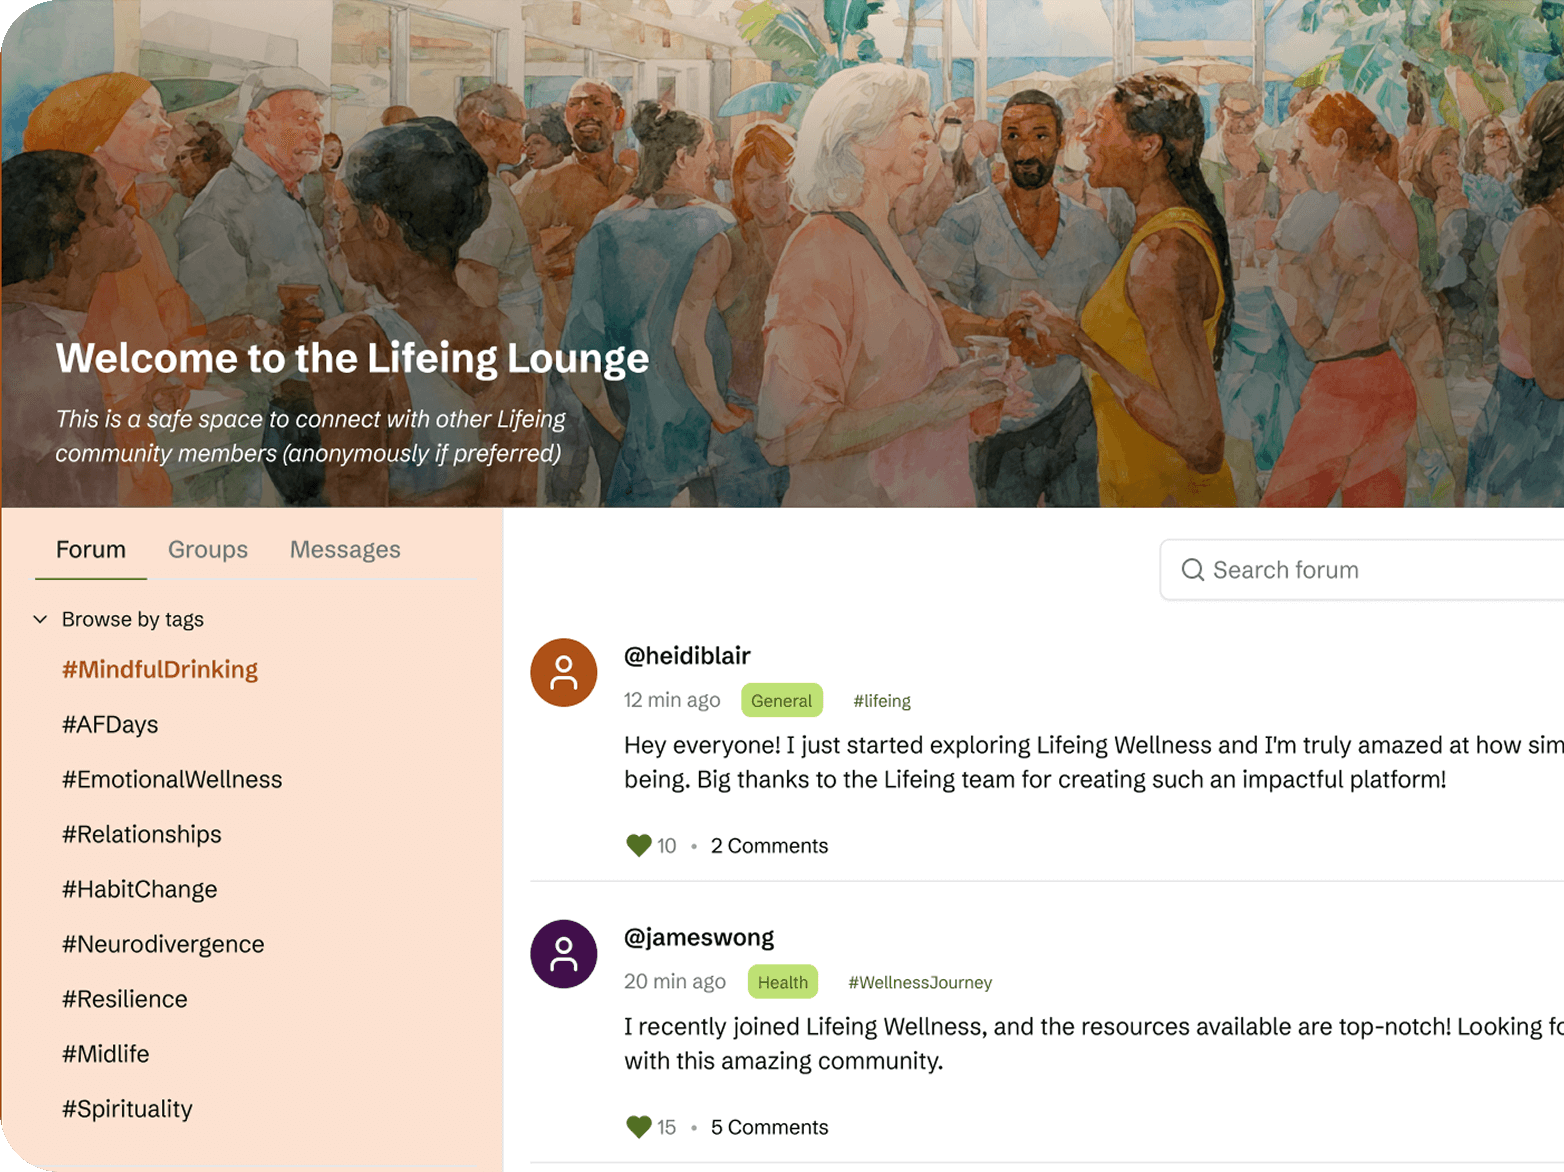 Welcome to the Lifeing Lounge
This is a safe space to connect with other Lifeing
community members (anonymously if preferred)
Forum Groups Messages
Browse by tags
#MindfulDrinking
#AFDays
#EmotionalWellness
#Relationships
#HabitChange
#Neurodivergence
#Resilience
#Midlife
#Spirituality
Search forum
@heidiblair
12 min ago General #lifeing
Hey everyone! I just started exploring Lifeing Wellness and I'm truly amazed at how sim
being. Big thanks to the Lifeing team for creating such an impactful platform!
10 • 2 Comments
@jameswong
20 min ago Health #WellnessJourney
I recently joined Lifeing Wellness, and the resources available are top-notch! Looking fo
with this amazing community.
15 • 5 Comments